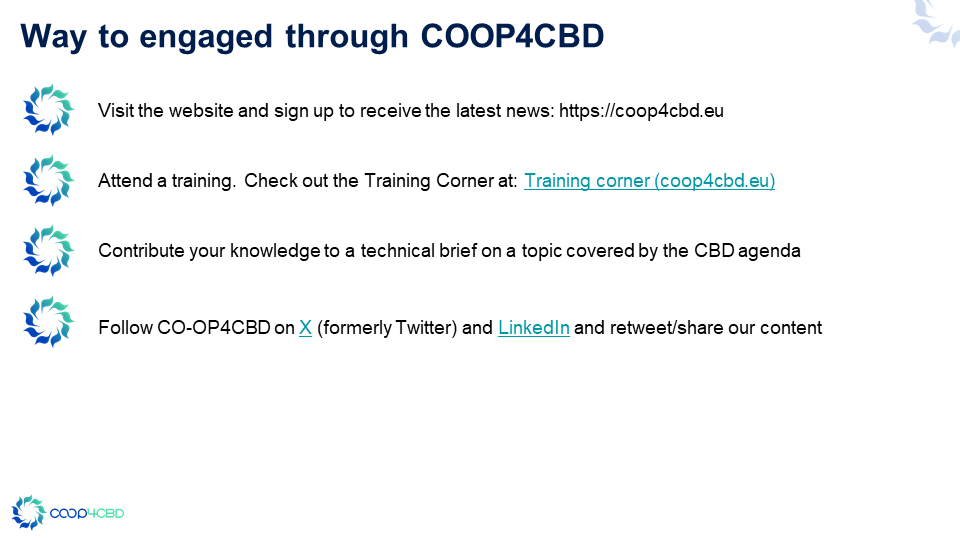 Way to engaged through COOP4CBD
Visit the website and sign up to receive the latest news: https://coop4cbd.eu
Attend a training. Check out the Training Corner at: Training corner (coop4cbd.eu)
Contribute your knowledge to a technical brief on a topic covered by the CBD agenda
Follow CO-OP4CBD on X (formerly Twitter) and LinkedIn and retweet/share our content
COOP4CBD